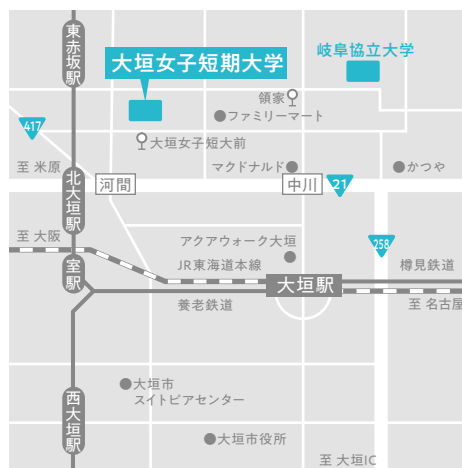 東赤坂駅
大垣女子短期大学
岐阜協立大学
領家
ファミリーマート
417
大垣女子短大前
至 米原
マクドナルド
かつや
河間
中川
21
北大垣駅
至 大阪
アクアウォーク大垣
258
室駅
JR東海道本線
大垣駅
樽見鉄道
養老鉄道
至 名古屋
大垣市
スイトピアセンター
西大垣駅
大垣市役所
至 大垣IC